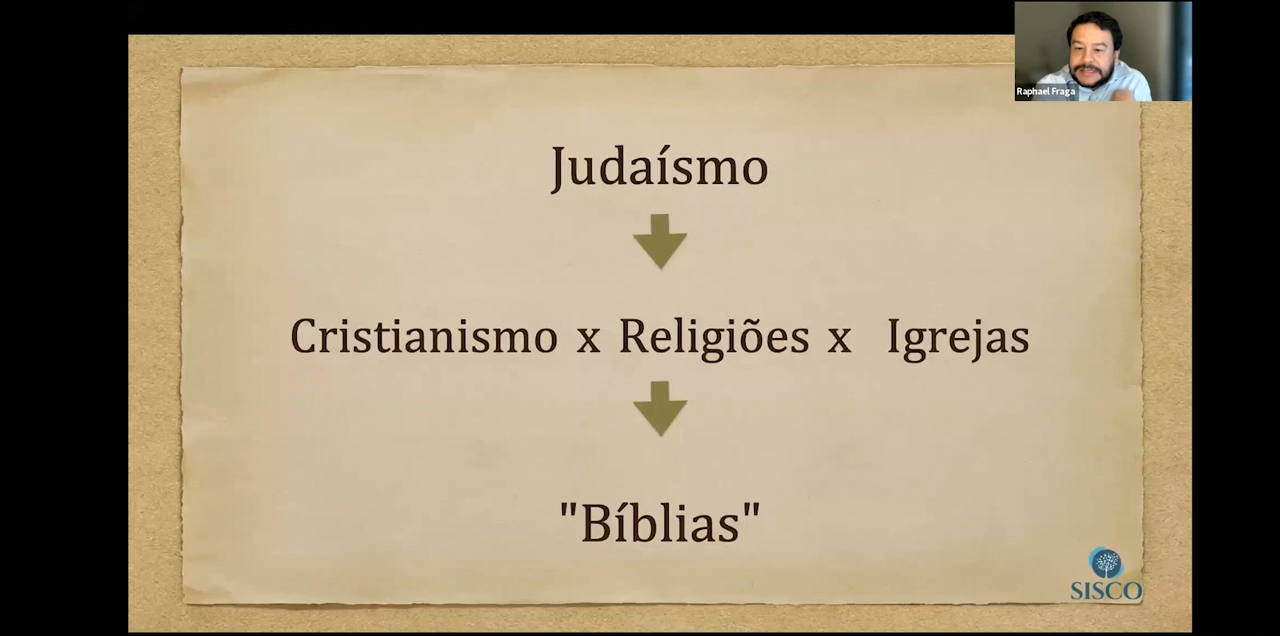 Raphael Fraga
Judaísmo
Cristianismo x Religiões x Igrejas
"Bíblias"
SISCO